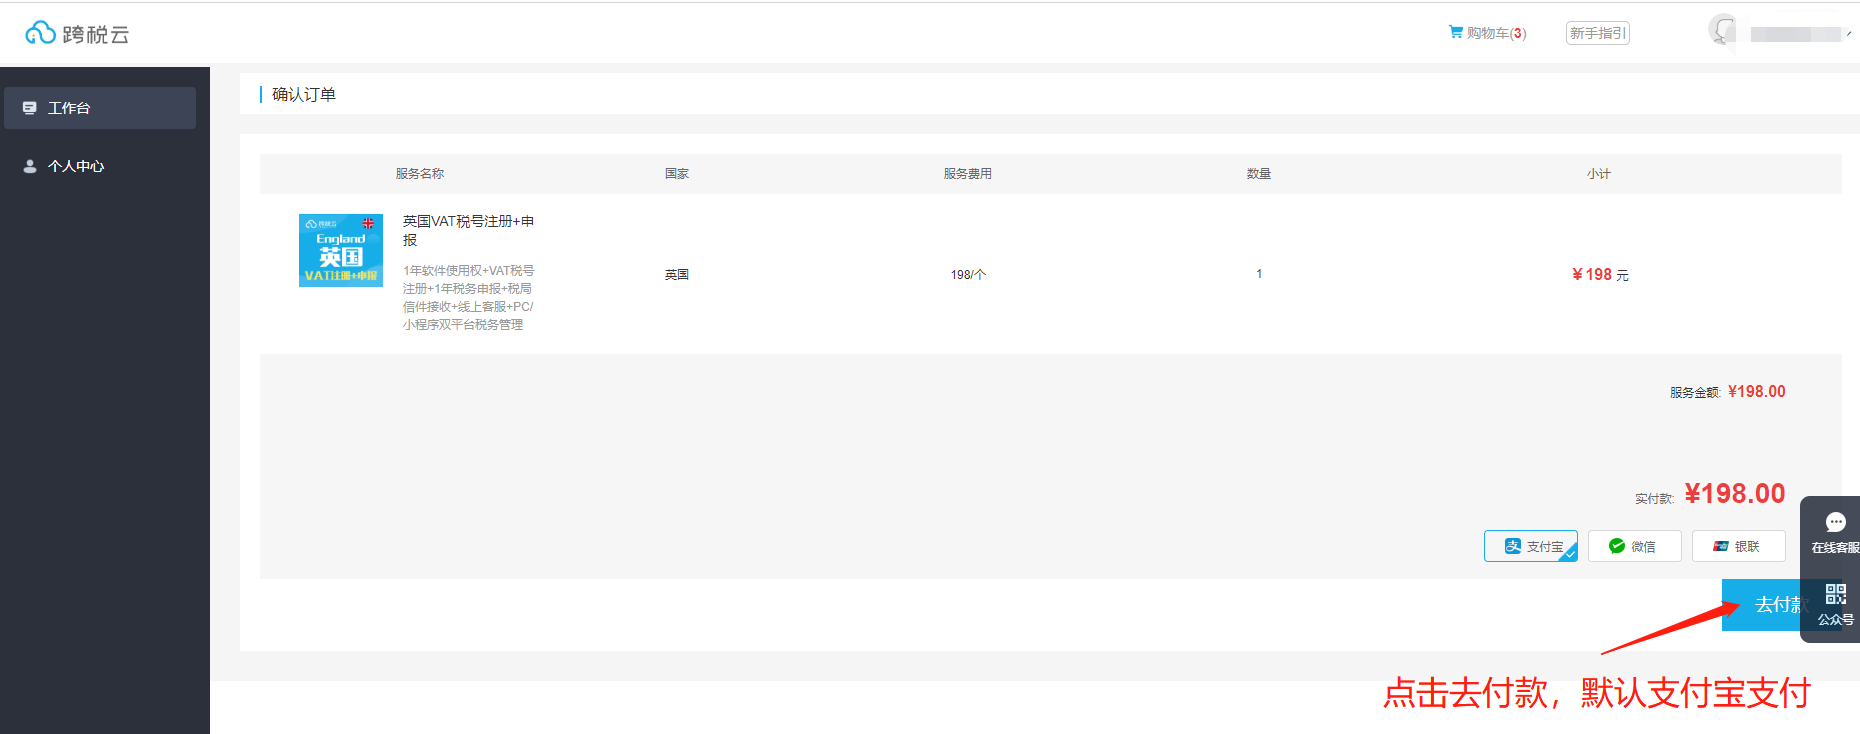 跨税云
购物车(3)
新手指引
工作台
个人中心
确认订单
服务名称 国家 服务费用 数量 小计
跨税云
England
英国
VAT注册+申报
英国VAT税号注册+申
报
1年软件使用权+VAT税号
注册+1年税务申报+税局
信件接收+线上客服+PC/
小程序双平台税务管理
英国
198/个
1
¥198 元
服务金额: ¥198.00
实付款: ¥198.00
支付宝 微信 银联
在线客服
去付款
公众号
点击去付款，默认支付宝支付